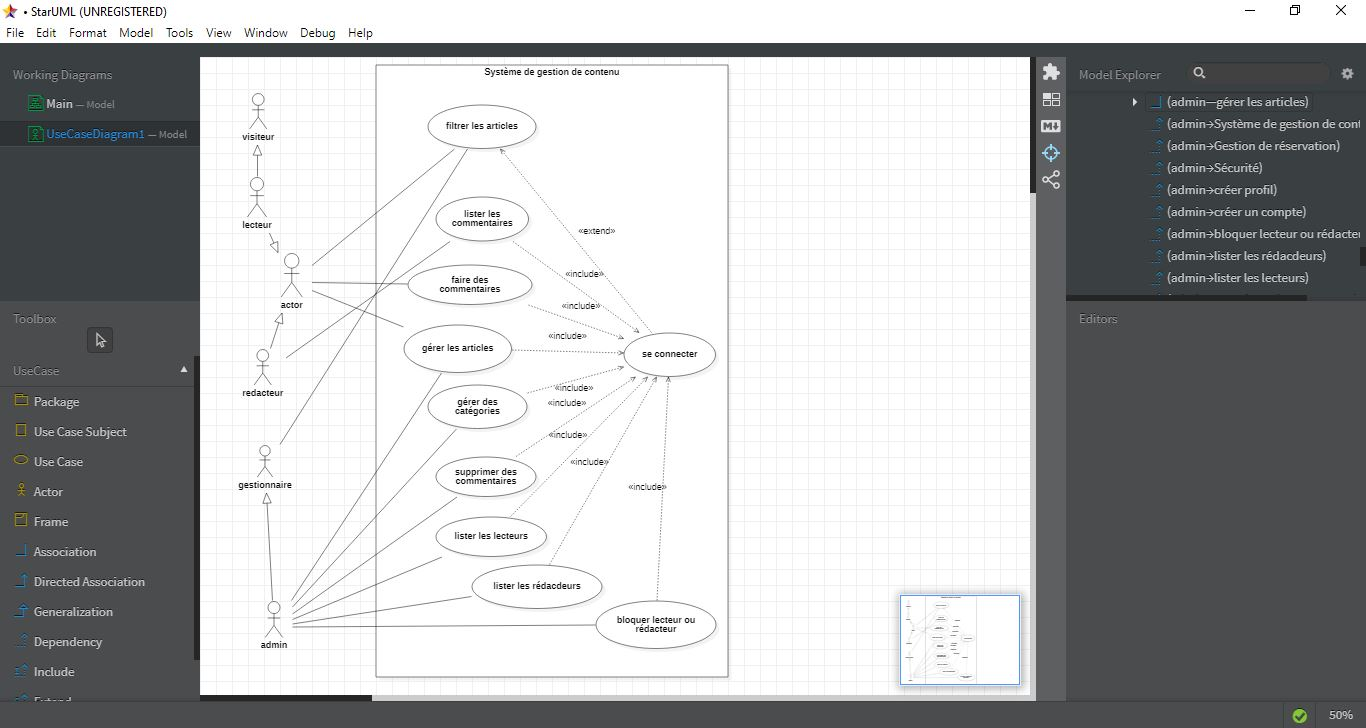 • StarUML (UNREGISTERED)
File Edit Format Model Tools View Window Debug Help
Working Diagrams
Main — Model
UseCaseDiagram1 — Model
Toolbox
UseCase
Package
Use Case Subject
Use Case
Actor
Frame
Association
Directed Association
Generalization
Dependency
Include
Système de gestion de contenu
visiteur
lecteur
actor
redacteur
gestionnaire
admin
filtrer les articles
lister les
commentaires
faire des
commentaires
gérer les articles
gérer des
catégories
supprimer des
commentaires
lister les lecteurs
lister les rédacdeurs
bloquer lecteur ou
rédacteur
se connecter
«extend»
«include»
«include»
«include»
«include»
«include»
«include»
«include»
«include»
Model Explorer
(admin—gérer les articles)
(admin→Système de gestion de cont
(admin→Gestion de réservation)
(admin→Sécurité)
(admin→créer profil)
(admin→créer un compte)
(admin→bloquer lecteur ou rédacteu
(admin→lister les rédacdeurs)
(admin→lister les lecteurs)
Editors
50%